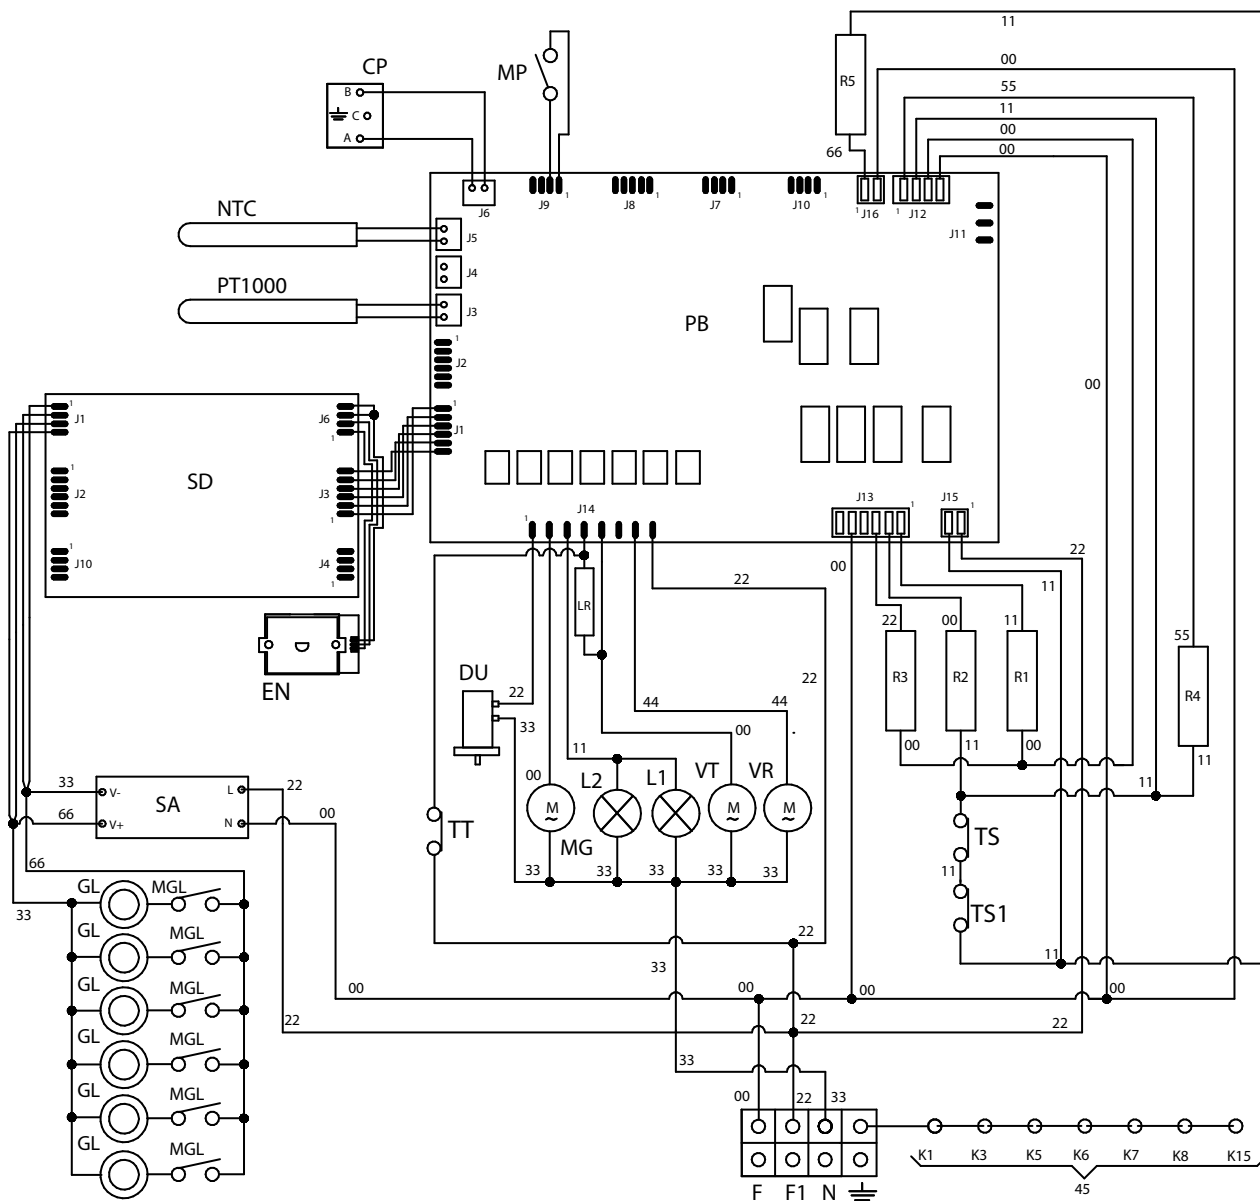 11
00
R5
CP
MP
55
B
11
C
00
A
00
66
1
1
1
1
1
1
J6
J9
J8
J7
J10
J16
J12
NTC
J5
J11
J4
PT1000
J3
PB
1
J2
00
1
1
J1
J6
1
J1
1
1
SD
J2
J3
J14
J13
1
J15
1
1
1
1
J10
J4
1
22
00
22
11
LR
22
00
11
55
EN
DU
22
R3
R2
R1
R4
22
33
44
44
00
.
11
00
11
00
11
33
22
00
L2
L1
VT
VR
11
V-
SA
L
M
~
M
~
M
~
66
V+
N
00
TT
MG
TS
66
33
33
33
33
33
11
GL
MGL
33
TS1
GL
MGL
22
11
33
GL
MGL
00
00
00
00
22
22
22
GL
MGL
33
GL
MGL
00
22
33
GL
MGL
K1
K3
K5
K6
K7
K8
K15
F
F1
N
45